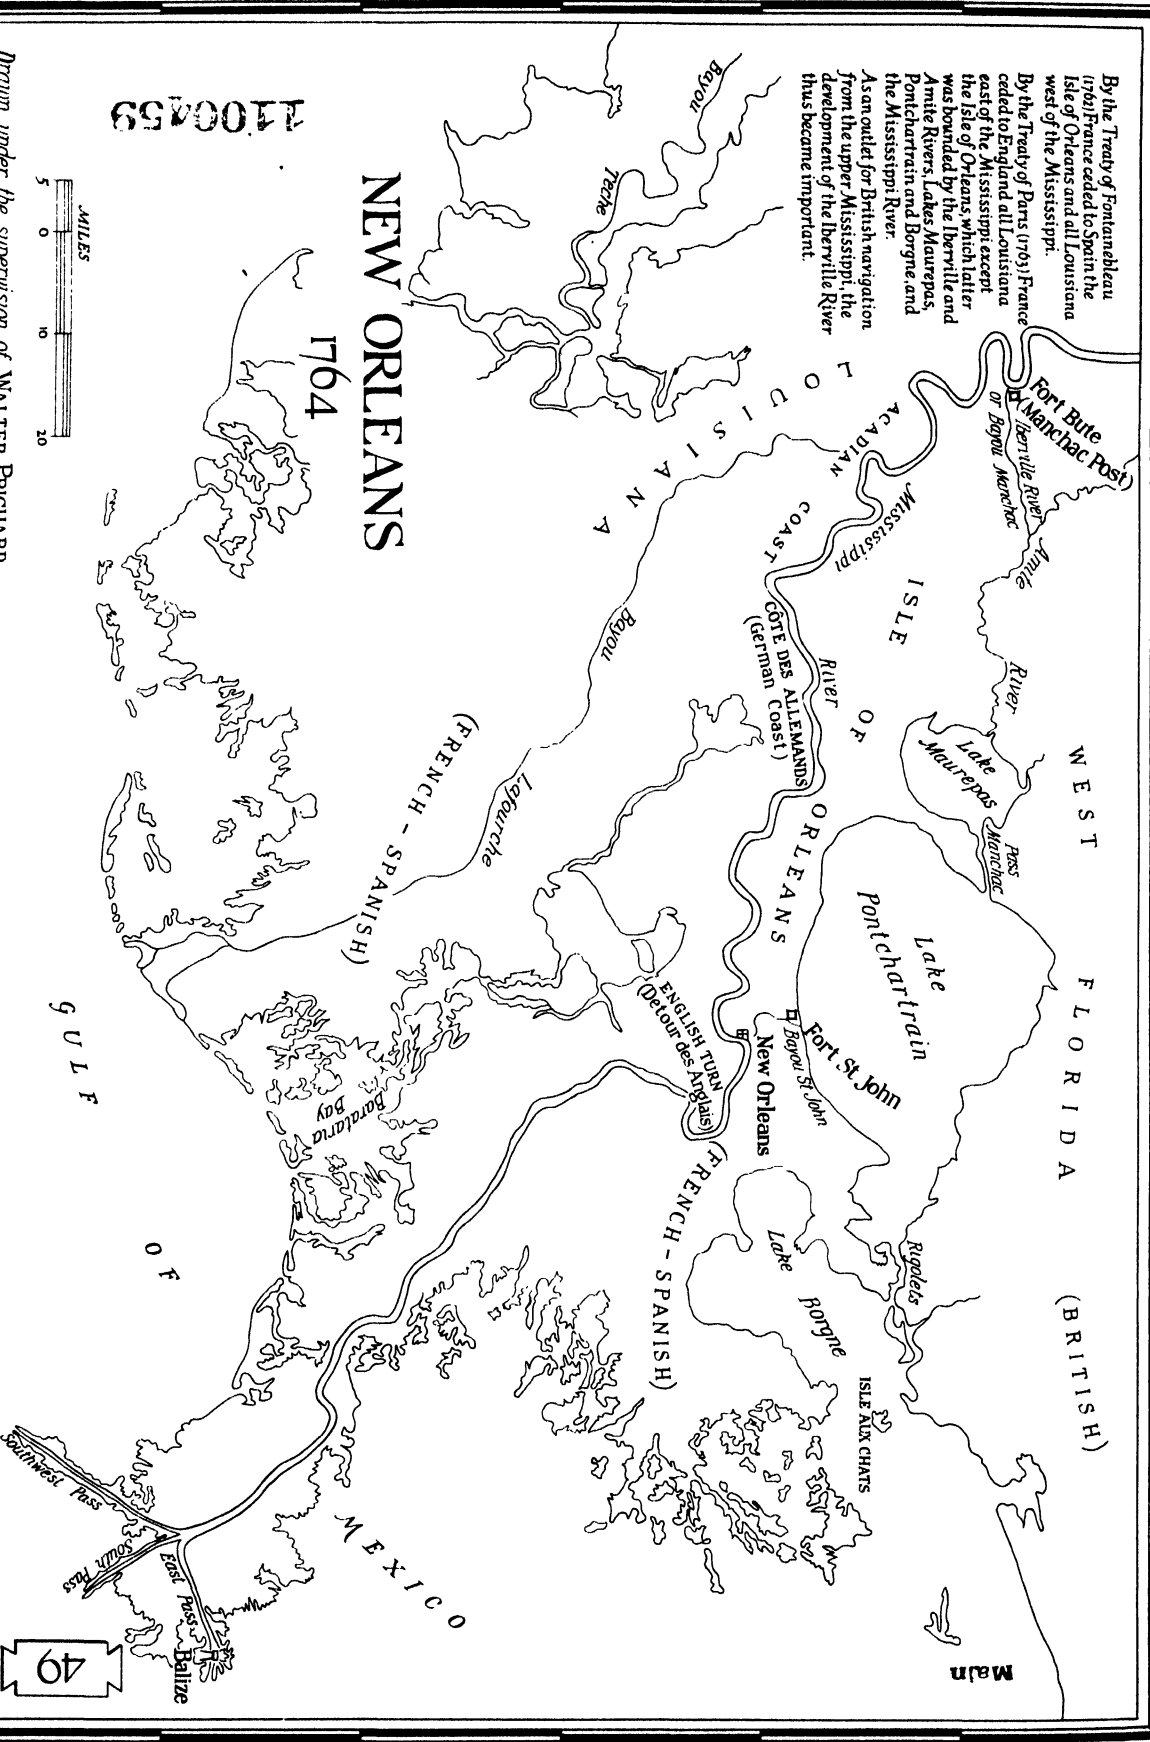 By the Treaty of Fontainebleau
(1762) France ceded to Spain the
Isle of Orleans and all Louisiana
west of the Mississippi.
By the Treaty of Paris (1763) France
ceded to England all Louisiana
east of the Mississippi except
the Isle of Orleans, which latter
was bounded by the Iberville and
Amite Rivers, Lakes Maurepas,
Pontchartrain and Borgne, and
the Mississippi River.
As an outlet for British navigation
from the upper Mississippi, the
development of the Iberville River
thus became important.
Fort Bute
(Manchac Post)
Iberville River
or Bayou Manchac
Amite
River
WEST FLORIDA (BRITISH)
Lake
Maurepas
Pass
Manchac
Lake
Pontchartrain
Rigolets
ISLE OF ORLEANS
Mississippi
River
ACADIAN
COAST
CÔTE DES ALLEMANDS
(German Coast)
LOUISIANA
Bayou
Teche
Bayou
Lafourche
(FRENCH-SPANISH)
Fort St John
Bayou St John
New Orleans
ENGLISH TURN
(Detour des Anglais)
(FRENCH-SPANISH)
Lake
Borgne
ISLE AUX CHATS
Main
Barataria
Bay
NEW ORLEANS
1764
1100459
MILES
5 0 10 20
GULF OF MEXICO
Southwest Pass
South
Pass
East Pass
Balize
49
Drawn under the supervision of WALTER PRICHARD